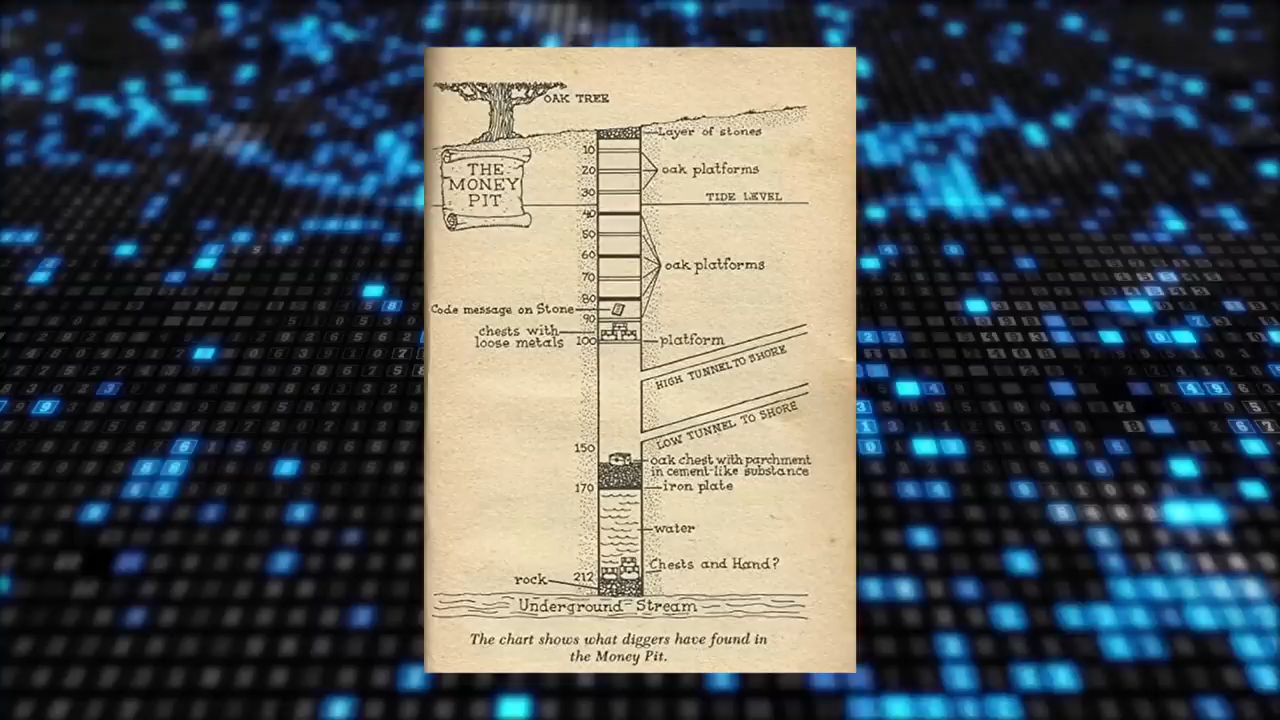 OAK TREE
Layer of stones
THE
MONEY
PIT
10
20
30
oak platforms
TIDE LEVEL
40
50
60
70
80
oak platforms
Code message on Stone
90
chests with
loose metals
100
platform
HIGH TUNNEL TO SHORE
LOW TUNNEL TO SHORE
150
oak chest with parchment
in cement-like substance
170
iron plate
water
Chests and Hand?
212
rock
Underground Stream
The chart shows what diggers have found in
the Money Pit.